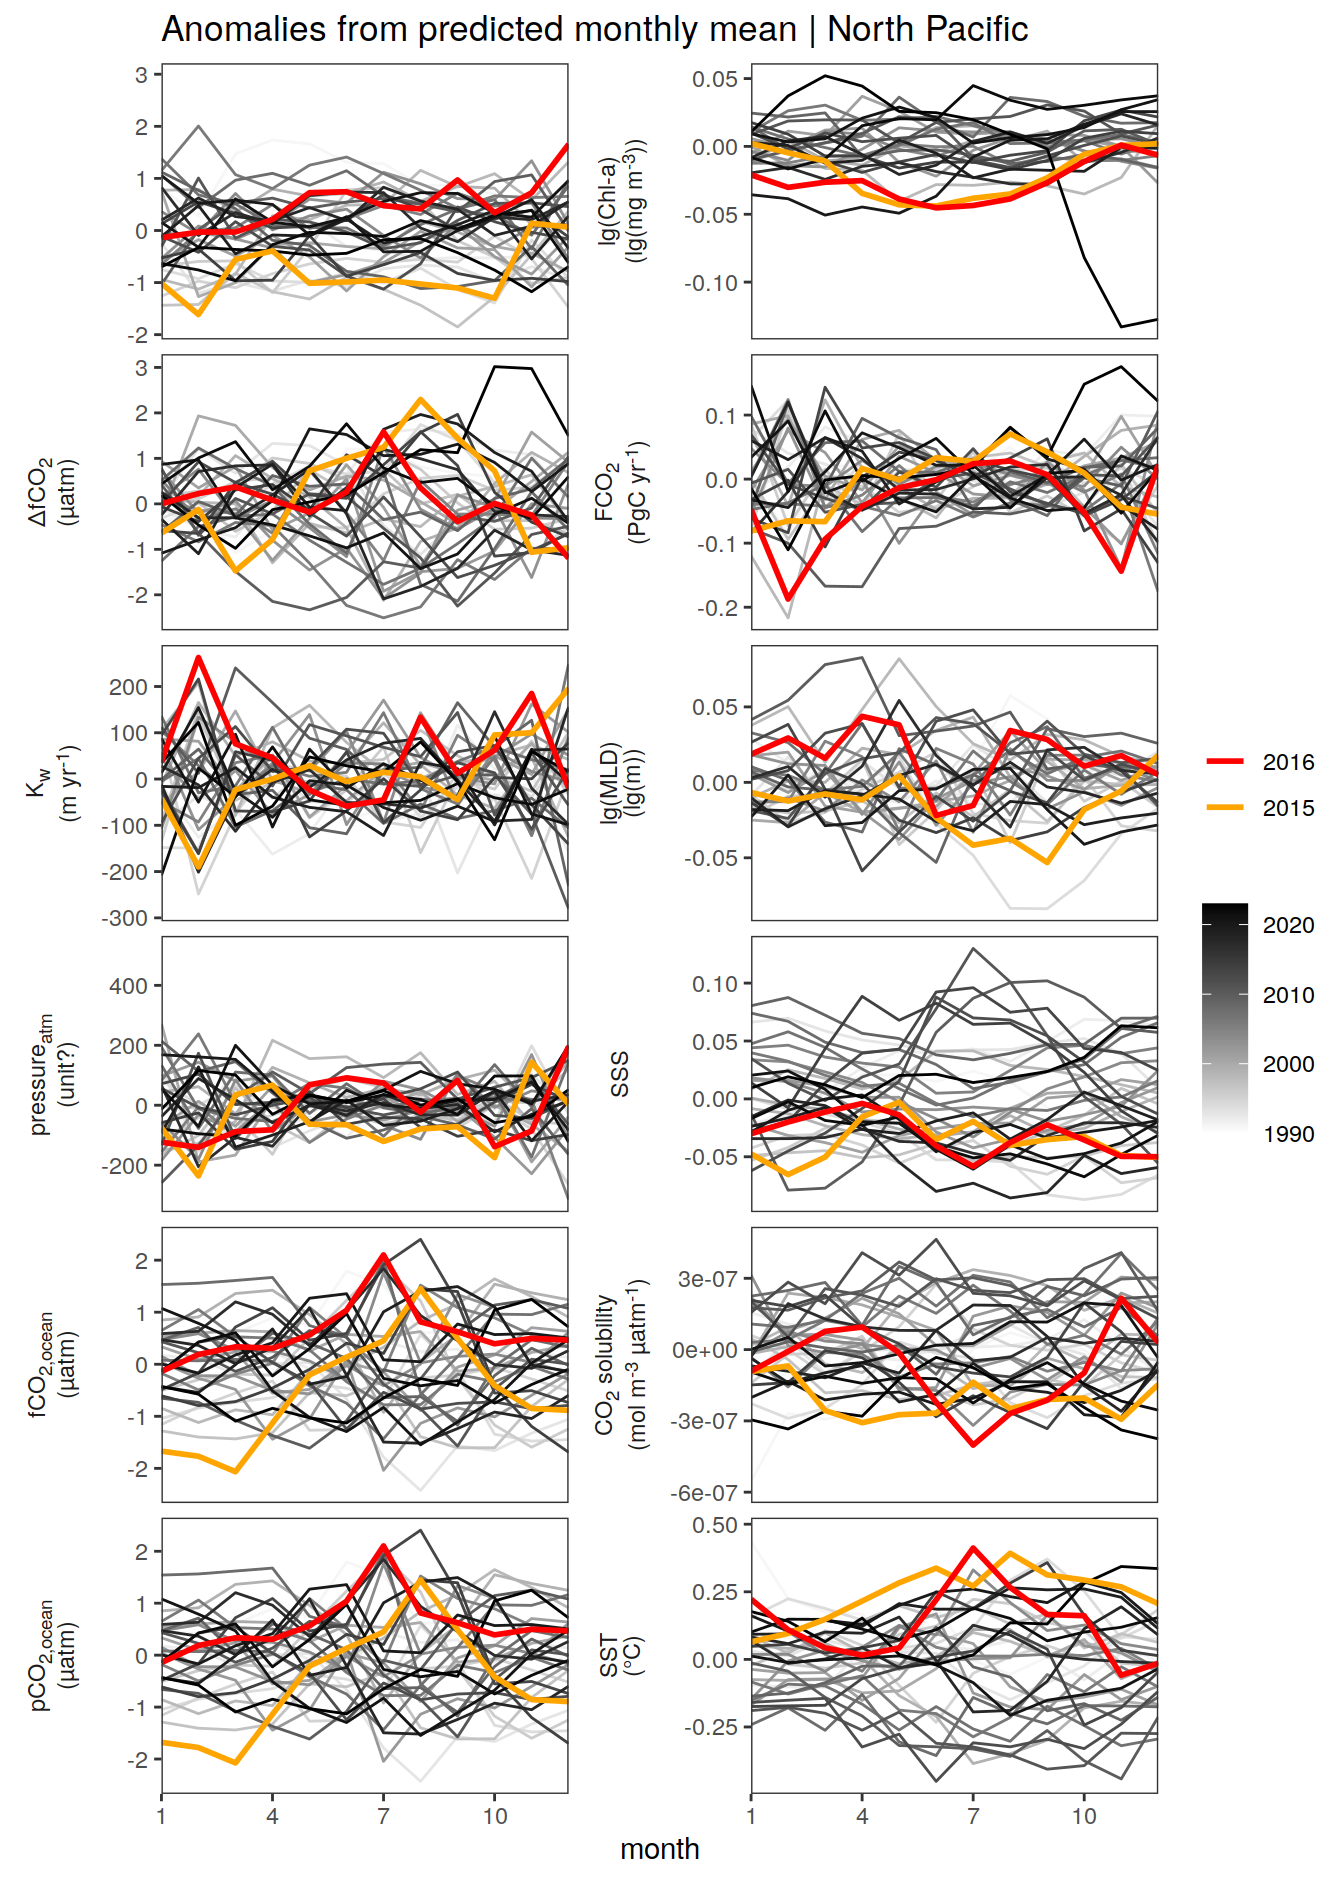 Anomalies from predicted monthly mean | North Pacific
3
2
1
0
-1
-2
0.05
0.00
-0.05
-0.10
lg(Chl-a)
(lg(mg m⁻³))
3
2
1
0
-1
-2
ΔfCO₂
(µatm)
0.1
0.0
-0.1
-0.2
FCO₂
(PgC yr⁻¹)
200
100
0
-100
-200
-300
K_w
(m yr⁻¹)
0.05
0.00
-0.05
lg(MLD)
(lg(m))
400
200
0
-200
pressure_atm
(unit?)
0.10
0.05
0.00
-0.05
SSS
2
1
0
-1
-2
fCO₂,ocean
(µatm)
3e-07
0e+00
-3e-07
-6e-07
CO₂ solubility
(mol m⁻³ µatm⁻¹)
2
1
0
-1
-2
pCO₂,ocean
(µatm)
0.50
0.25
0.00
-0.25
SST
(°C)
1 4 7 10
1 4 7 10
month
2016
2015
2020
2010
2000
1990